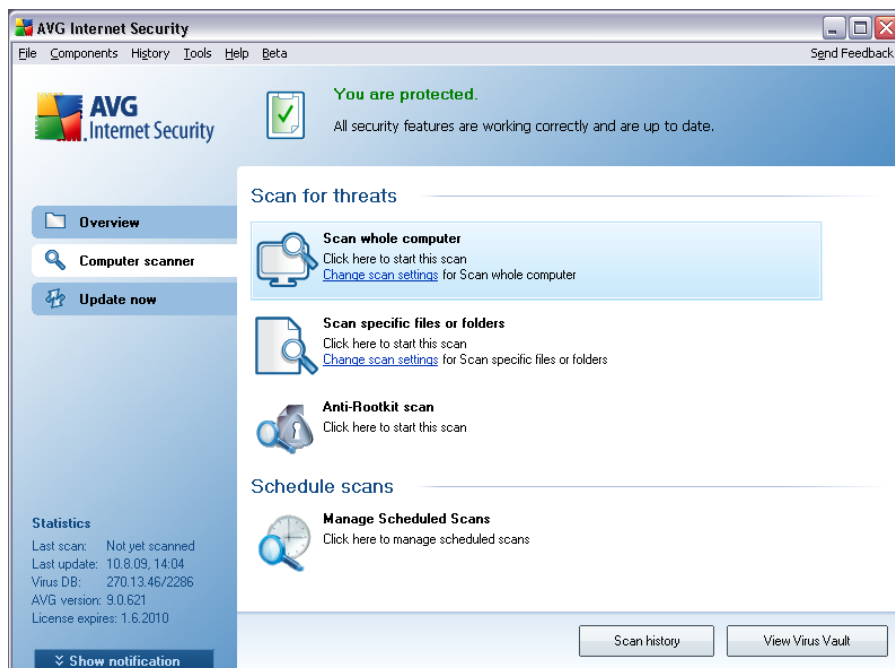 AVG Internet Security
File Components History Tools Help Beta Send Feedback
AVG
Internet Security
You are protected.
All security features are working correctly and are up to date.
Overview
Computer scanner
Update now
Scan for threats
Scan whole computer
Click here to start this scan
Change scan settings for Scan whole computer
Scan specific files or folders
Click here to start this scan
Change scan settings for Scan specific files or folders
Anti-Rootkit scan
Click here to start this scan
Schedule scans
Manage Scheduled Scans
Click here to manage scheduled scans
Statistics
Last scan: Not yet scanned
Last update: 10.8.09, 14:04
Virus DB: 270.13.46/2286
AVG version: 9.0.621
License expires: 1.6.2010
Show notification
Scan history
View Virus Vault